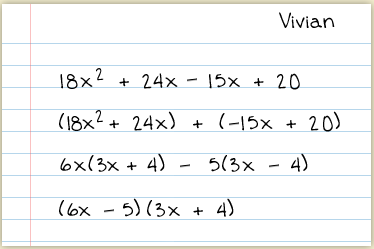 Vivian
18x² + 24x - 15x + 20
(18x² + 24x) + (-15x + 20)
6x(3x + 4) - 5(3x - 4)
(6x - 5)(3x + 4)